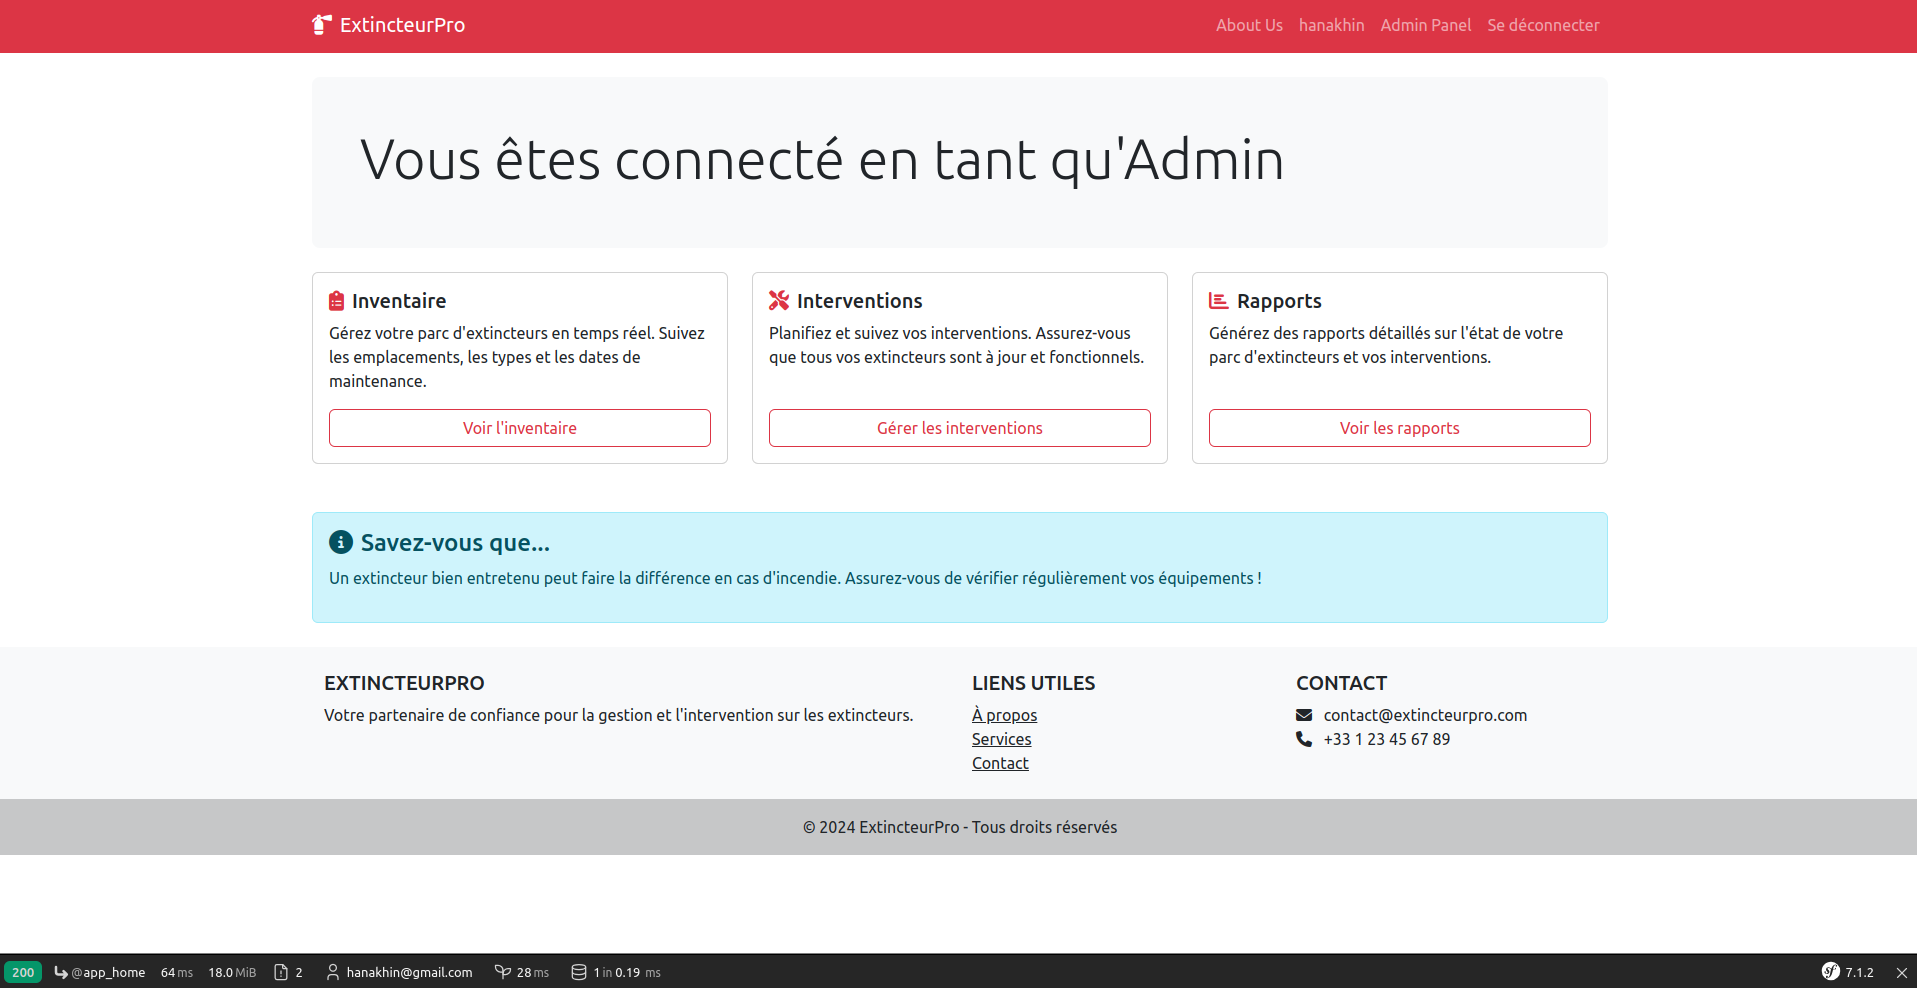 ExtincteurPro
About Us hanakhin Admin Panel Se déconnecter
Vous êtes connecté en tant qu'Admin
Inventaire
Gérez votre parc d'extincteurs en temps réel. Suivez
les emplacements, les types et les dates de
maintenance.
Voir l'inventaire
Interventions
Planifiez et suivez vos interventions. Assurez-vous
que tous vos extincteurs sont à jour et fonctionnels.
Gérer les interventions
Rapports
Générez des rapports détaillés sur l'état de votre
parc d'extincteurs et vos interventions.
Voir les rapports
Savez-vous que...
Un extincteur bien entretenu peut faire la différence en cas d'incendie. Assurez-vous de vérifier régulièrement vos équipements !
EXTINCTEURPRO
Votre partenaire de confiance pour la gestion et l'intervention sur les extincteurs.
LIENS UTILES
À propos
Services
Contact
CONTACT
contact@extincteurpro.com
+33 1 23 45 67 89
© 2024 ExtincteurPro - Tous droits réservés
200 @app_home 64 ms 18.0 MiB 2 hanakhin@gmail.com 28 ms 1 in 0.19 ms sf 7.1.2